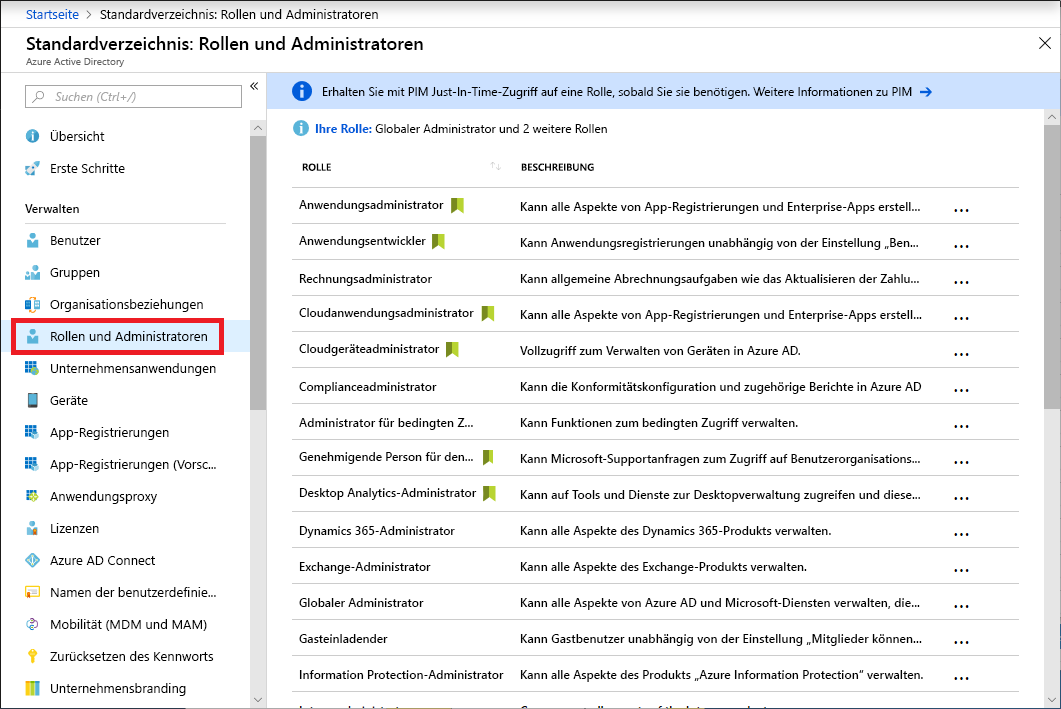 Startseite > Standardverzeichnis: Rollen und Administratoren
Standardverzeichnis: Rollen und Administratoren
Azure Active Directory
Suchen (Ctrl+/)
Übersicht
Erste Schritte
Verwalten
Benutzer
Gruppen
Organisationsbeziehungen
Rollen und Administratoren
Unternehmensanwendungen
Geräte
App-Registrierungen
App-Registrierungen (Vorsc...
Anwendungsproxy
Lizenzen
Azure AD Connect
Namen der benutzerdefinie...
Mobilität (MDM und MAM)
Zurücksetzen des Kennworts
Unternehmensbranding
Erhalten Sie mit PIM Just-In-Time-Zugriff auf eine Rolle, sobald Sie sie benötigen. Weitere Informationen zu PIM →
Ihre Rolle: Globaler Administrator und 2 weitere Rollen
ROLLE BESCHREIBUNG
Anwendungsadministrator Kann alle Aspekte von App-Registrierungen und Enterprise-Apps erstell... ...
Anwendungsentwickler Kann Anwendungsregistrierungen unabhängig von der Einstellung „Ben... ...
Rechnungsadministrator Kann allgemeine Abrechnungsaufgaben wie das Aktualisieren der Zahlu... ...
Cloudanwendungsadministrator Kann alle Aspekte von App-Registrierungen und Enterprise-Apps erstell... ...
Cloudgeräteadministrator Vollzugriff zum Verwalten von Geräten in Azure AD. ...
Complianceadministrator Kann die Konformitätskonfiguration und zugehörige Berichte in Azure AD ...
Administrator für bedingten Z... Kann Funktionen zum bedingten Zugriff verwalten. ...
Genehmigende Person für den... Kann Microsoft-Supportanfragen zum Zugriff auf Benutzerorganisations... ...
Desktop Analytics-Administrator Kann auf Tools und Dienste zur Desktopverwaltung zugreifen und diese... ...
Dynamics 365-Administrator Kann alle Aspekte des Dynamics 365-Produkts verwalten. ...
Exchange-Administrator Kann alle Aspekte des Exchange-Produkts verwalten. ...
Globaler Administrator Kann alle Aspekte von Azure AD und Microsoft-Diensten verwalten, die... ...
Gasteinladender Kann Gastbenutzer unabhängig von der Einstellung „Mitglieder können... ...
Information Protection-Administrator Kann alle Aspekte des Produkts „Azure Information Protection“ verwalten. ...